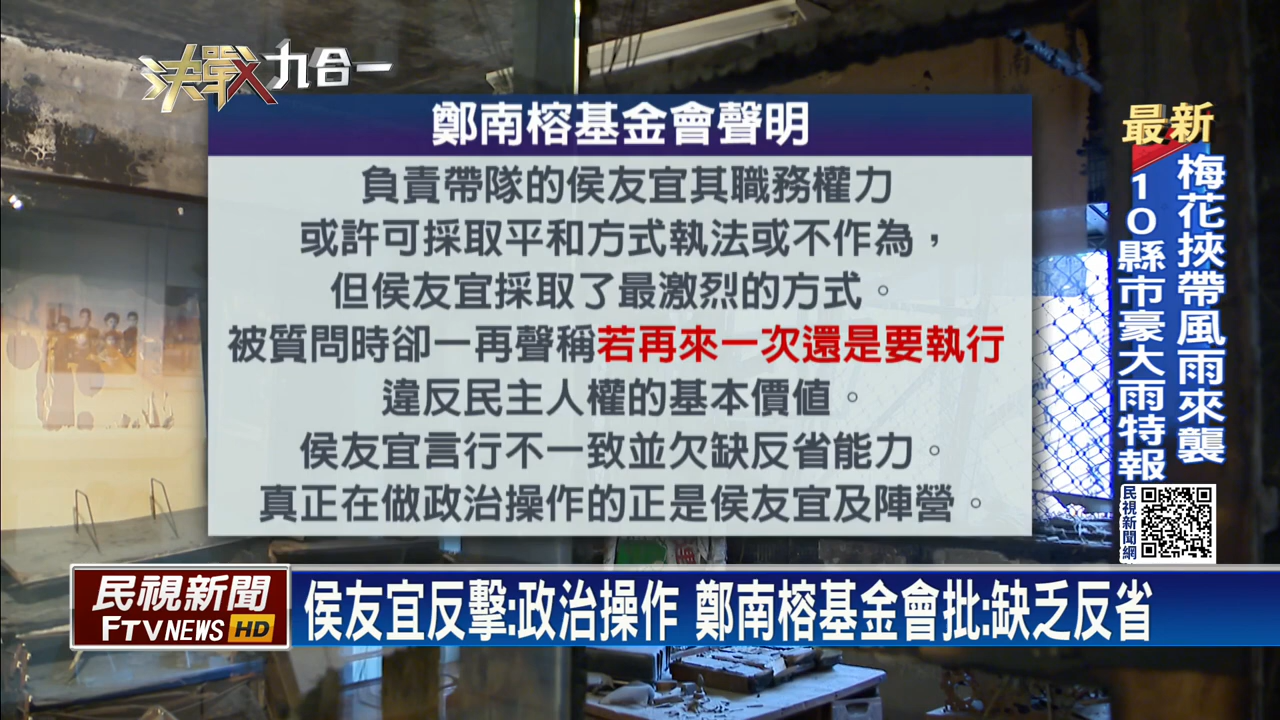 決戰九合一
鄭南榕基金會聲明
負責帶隊的侯友宜其職務權力
或許可採取平和方式執法或不作為，
但侯友宜採取了最激烈的方式。
被質問時卻一再聲稱若再來一次還是要執行
違反民主人權的基本價值。
侯友宜言行不一致並欠缺反省能力。
真正在做政治操作的正是侯友宜及陣營。
最新
梅花挾帶風雨來襲
10縣市豪大雨特報
民視新聞網
民視新聞
FTVNEWS HD
侯友宜反擊:政治操作 鄭南榕基金會批:缺乏反省